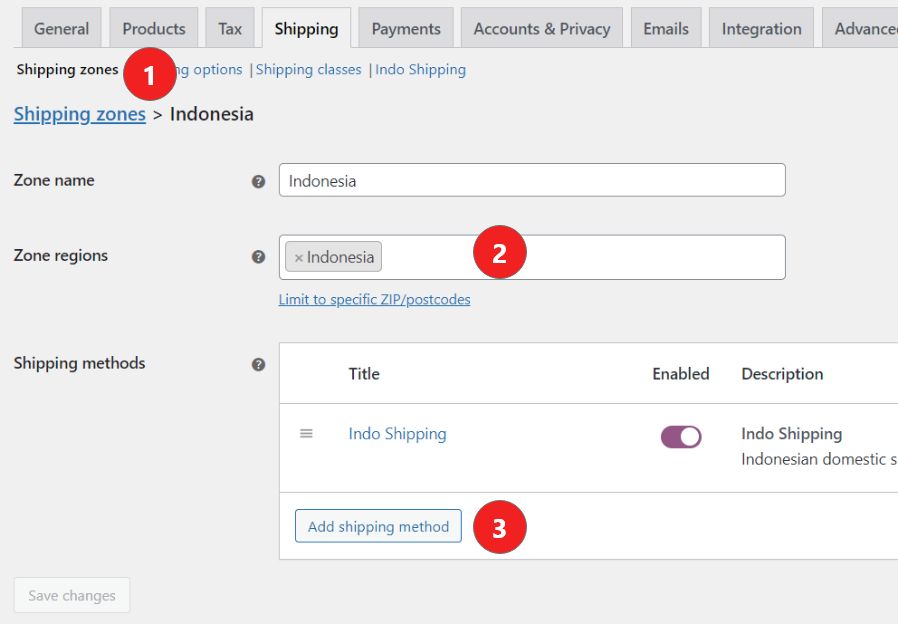 General Products Tax Shipping Payments Accounts & Privacy Emails Integration Advance
Shipping zones 1 ng options | Shipping classes | Indo Shipping
Shipping zones > Indonesia
Zone name ? Indonesia
Zone regions ? × Indonesia 2
Limit to specific ZIP/postcodes
Shipping methods ? Title Enabled Description
Indo Shipping Indo Shipping
Indonesian domestic s
Add shipping method 3
Save changes